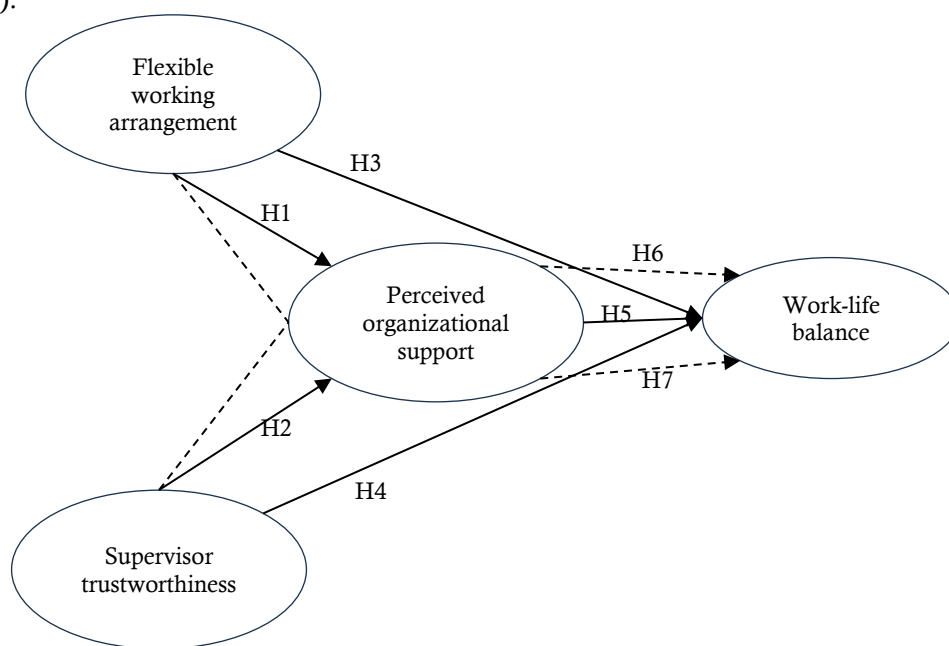 ).
Flexible
working
arrangement
H3
H1
H6
Perceived
organizational
support
Work-life
balance
H5
H7
H2
H4
Supervisor
trustworthiness